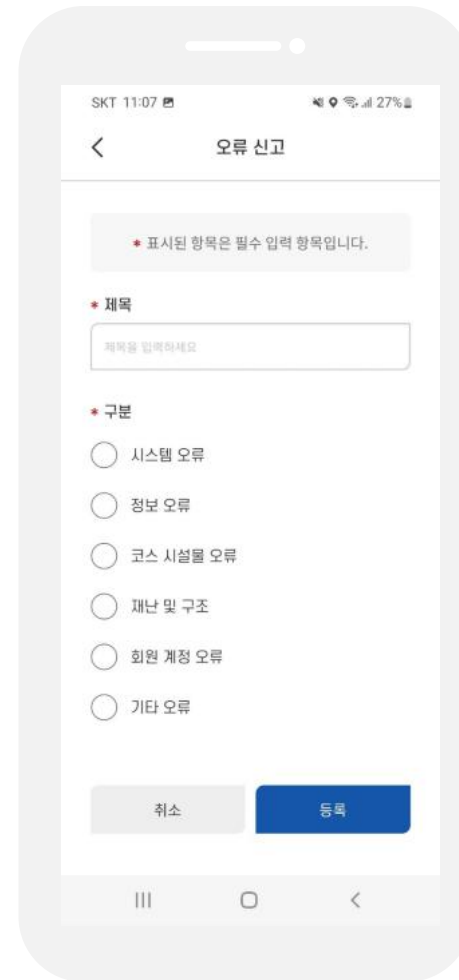 SKT 11:07 27%
오류 신고
* 표시된 항목은 필수 입력 항목입니다.
* 제목
제목을 입력하세요
* 구분
시스템 오류
정보 오류
코스 시설물 오류
재난 및 구조
회원 계정 오류
기타 오류
취소 등록